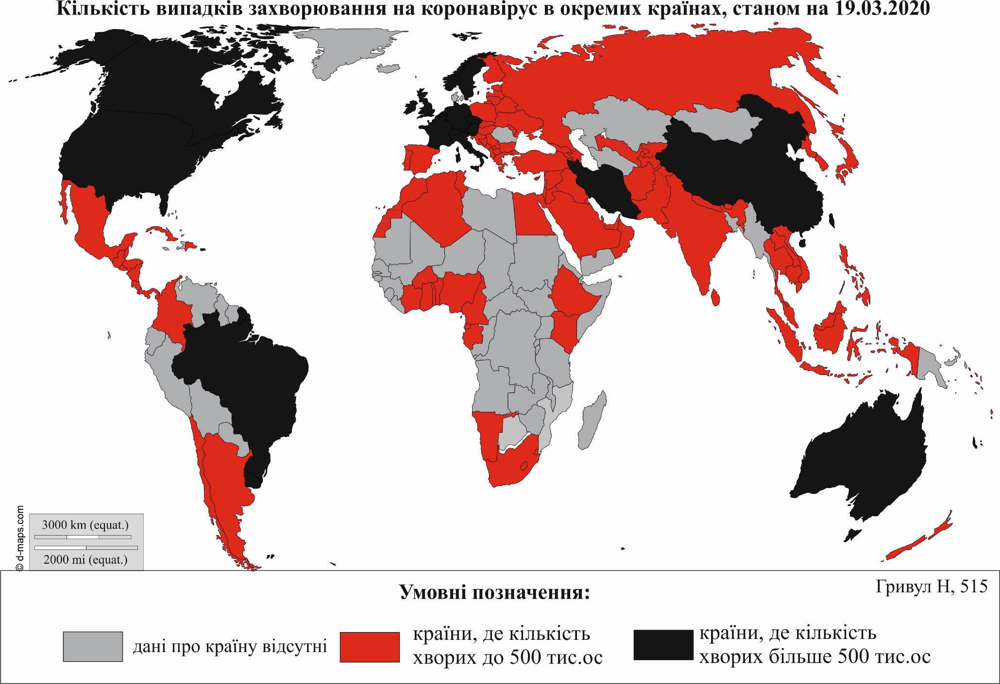 Кількість випадків захворювання на коронавірус в окремих країнах, станом на 19.03.2020
© d-maps.com
3000 km (equat.)
2000 mi (equat.)
Гривул Н, 515
Умовні позначення:
дані про країну відсутні
країни, де кількість
хворих до 500 тис.ос
країни, де кількість
хворих більше 500 тис.ос